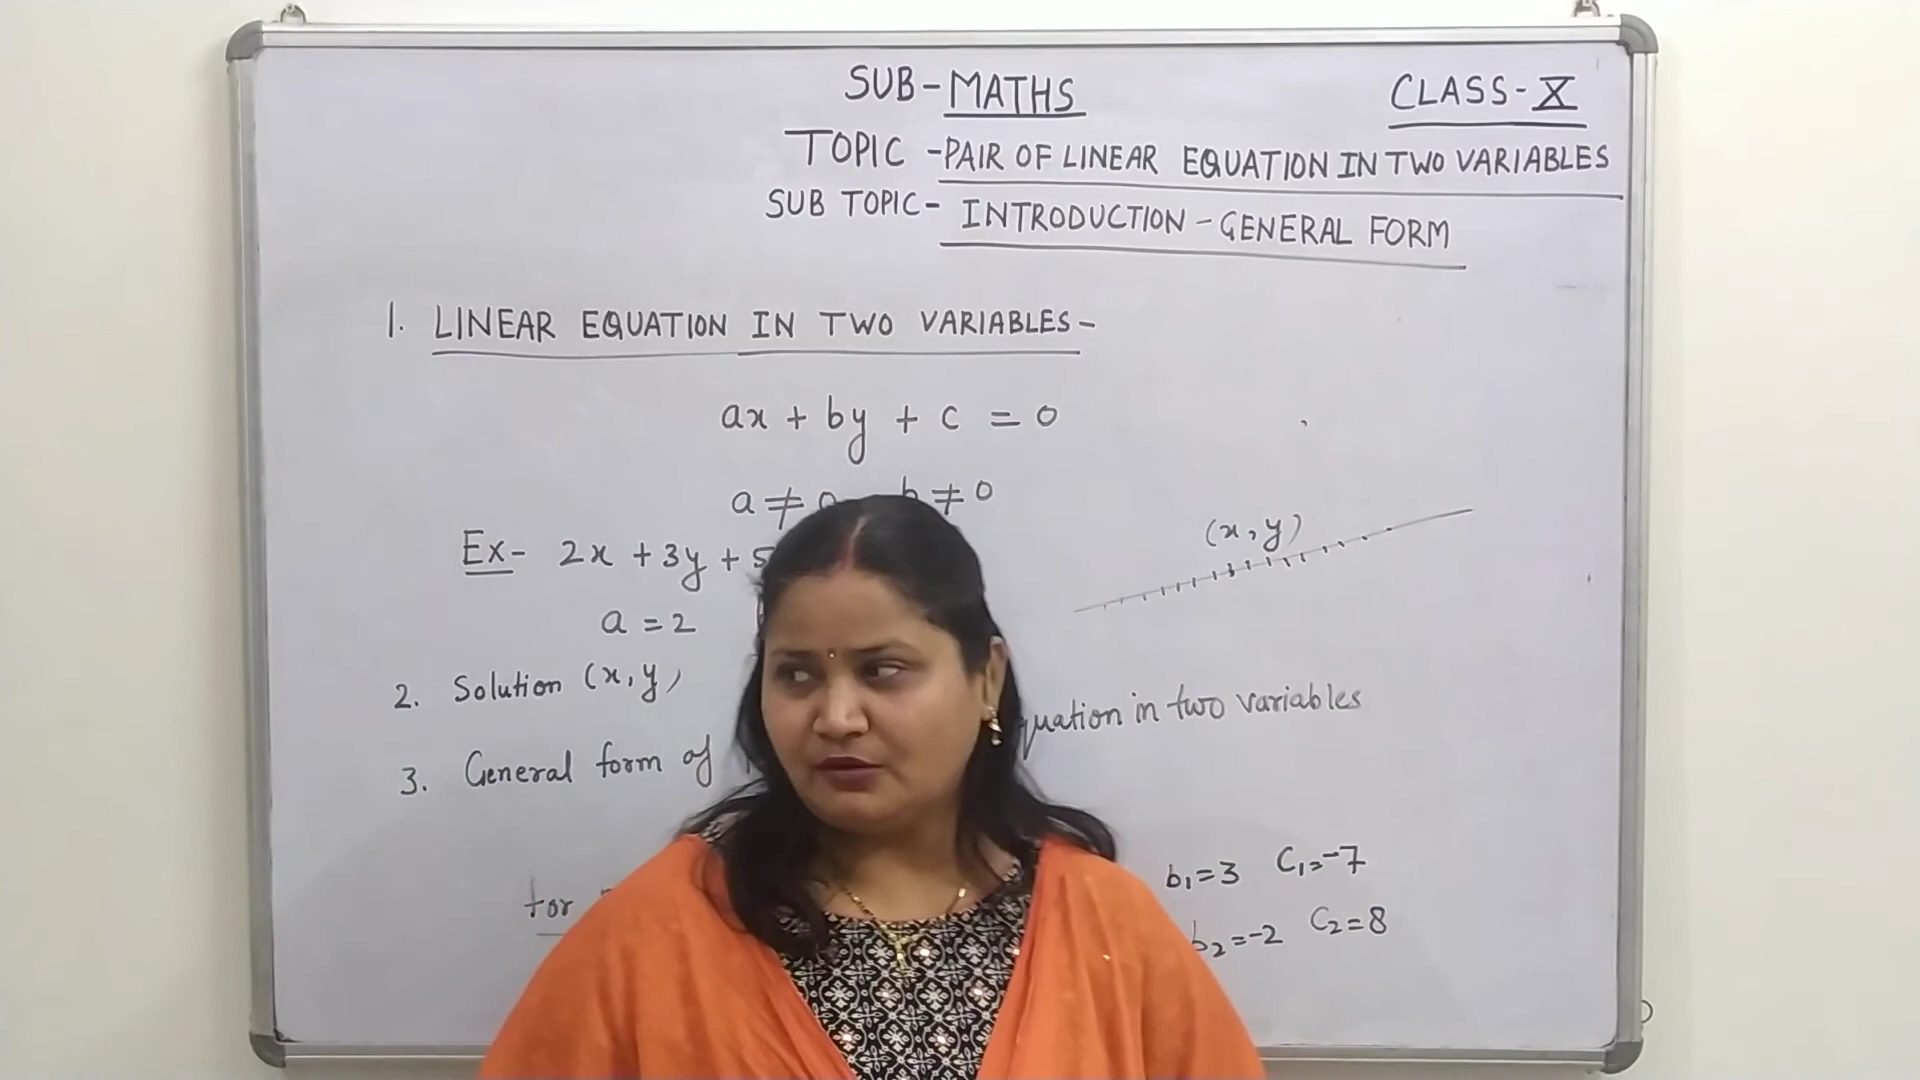 SUB-MATHS
CLASS-X
TOPIC -PAIR OF LINEAR EQUATION IN TWO VARIABLES
SUB TOPIC- INTRODUCTION - GENERAL FORM
1. LINEAR EQUATION IN TWO VARIABLES-
ax + by + c = 0
a ≠ 0 b ≠ 0
(x, y)
Ex- 2x + 3y + 5
a = 2
2. Solution (x, y)
3. General form of
in two variables
for
b₁=3 C₁=-7
b₂=-2 C₂=8